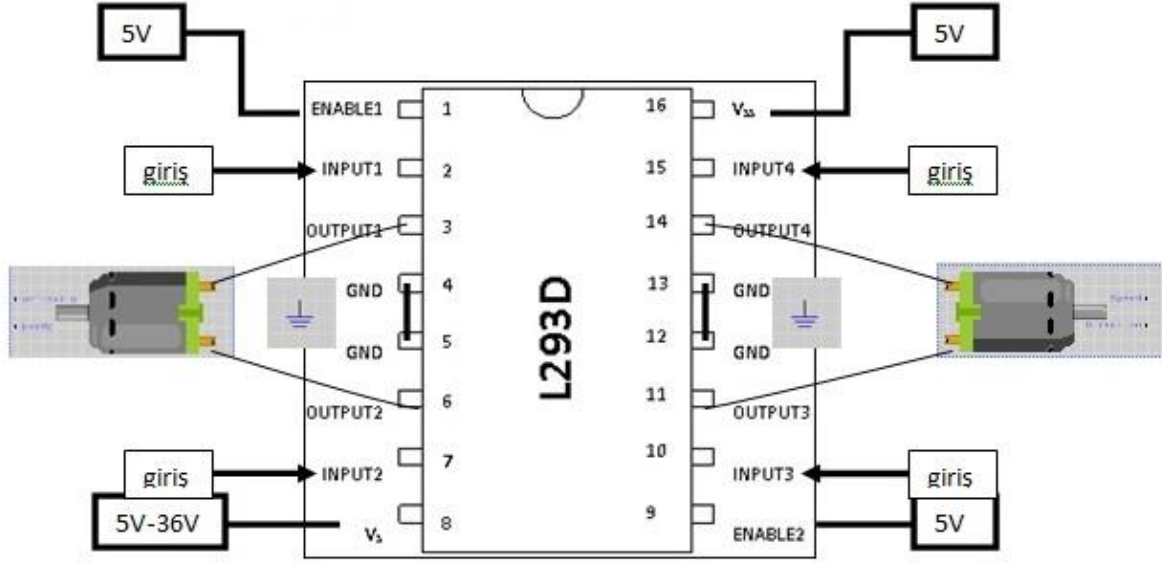 5V
5V
ENABLE1
1
16
Vss
giriş
INPUT1
2
15
INPUT4
giriş
OUTPUT1
3
14
OUTPUT4
GND
4
13
GND
GND
5
12
GND
L293D
OUTPUT2
6
11
OUTPUT3
giriş
INPUT2
7
10
INPUT3
giriş
5V-36V
Vs
8
9
ENABLE2
5V